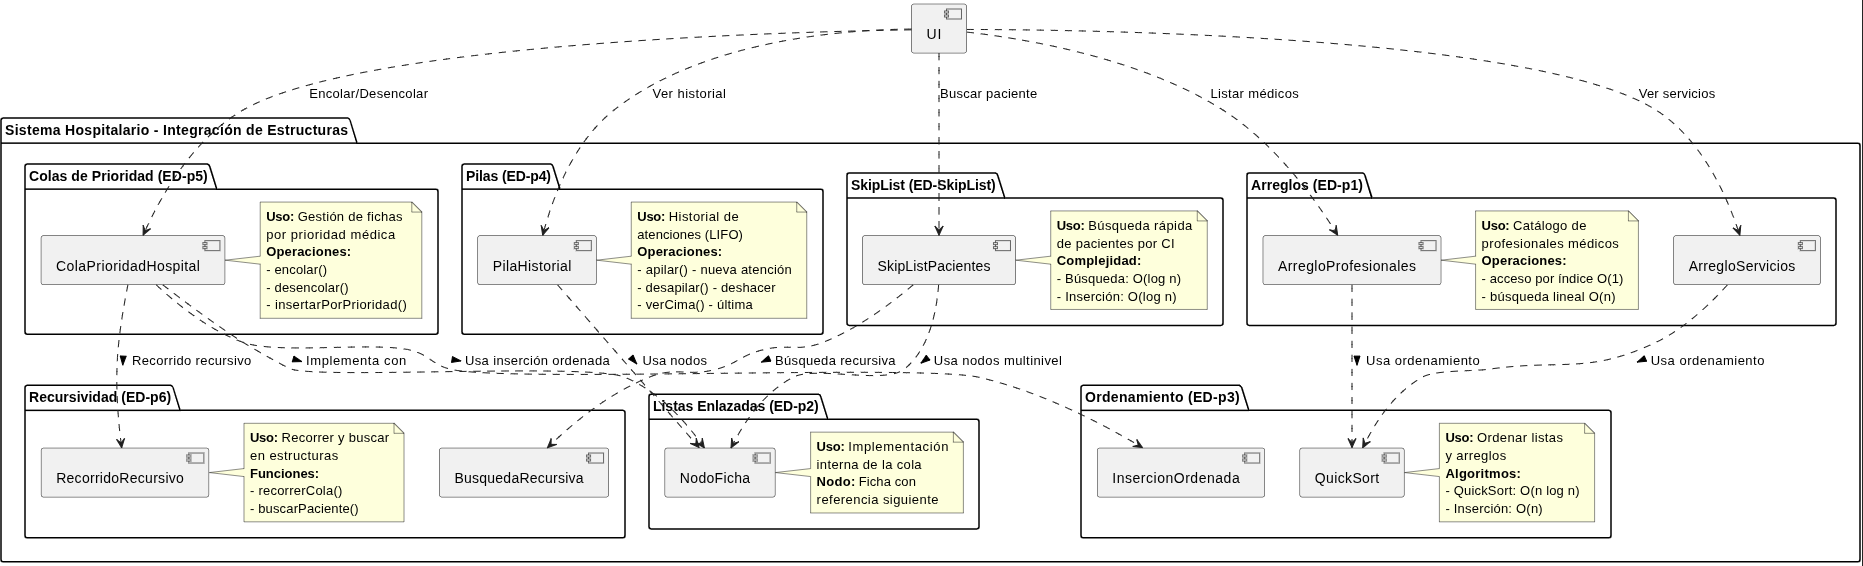 UI
Encolar/Desencolar
Ver historial
Buscar paciente
Listar médicos
Ver servicios
Sistema Hospitalario - Integración de Estructuras
Colas de Prioridad (ED-p5)
ColaPrioridadHospital
Uso: Gestión de fichas
por prioridad médica
Operaciones:
- encolar()
- desencolar()
- insertarPorPrioridad()
Pilas (ED-p4)
PilaHistorial
Uso: Historial de
atenciones (LIFO)
Operaciones:
- apilar() - nueva atención
- desapilar() - deshacer
- verCima() - última
SkipList (ED-SkipList)
SkipListPacientes
Uso: Búsqueda rápida
de pacientes por CI
Complejidad:
- Búsqueda: O(log n)
- Inserción: O(log n)
Arreglos (ED-p1)
ArregloProfesionales
Uso: Catálogo de
profesionales médicos
Operaciones:
- acceso por índice O(1)
- búsqueda lineal O(n)
ArregloServicios
Recorrido recursivo
Implementa con
Usa inserción ordenada
Usa nodos
Búsqueda recursiva
Usa nodos multinivel
Usa ordenamiento
Usa ordenamiento
Recursividad (ED-p6)
RecorridoRecursivo
Uso: Recorrer y buscar
en estructuras
Funciones:
- recorrerCola()
- buscarPaciente()
BusquedaRecursiva
Listas Enlazadas (ED-p2)
NodoFicha
Uso: Implementación
interna de la cola
Nodo: Ficha con
referencia siguiente
Ordenamiento (ED-p3)
InsercionOrdenada
QuickSort
Uso: Ordenar listas
y arreglos
Algoritmos:
- QuickSort: O(n log n)
- Inserción: O(n)